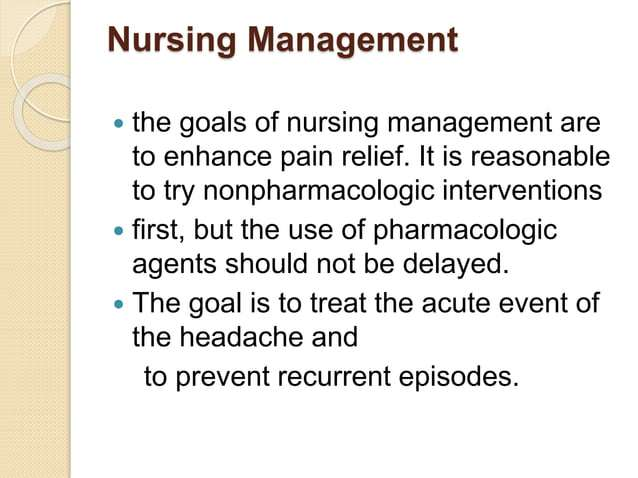 Nursing Management
• the goals of nursing management are
to enhance pain relief. It is reasonable
to try nonpharmacologic interventions
• first, but the use of pharmacologic
agents should not be delayed.
• The goal is to treat the acute event of
the headache and
to prevent recurrent episodes.